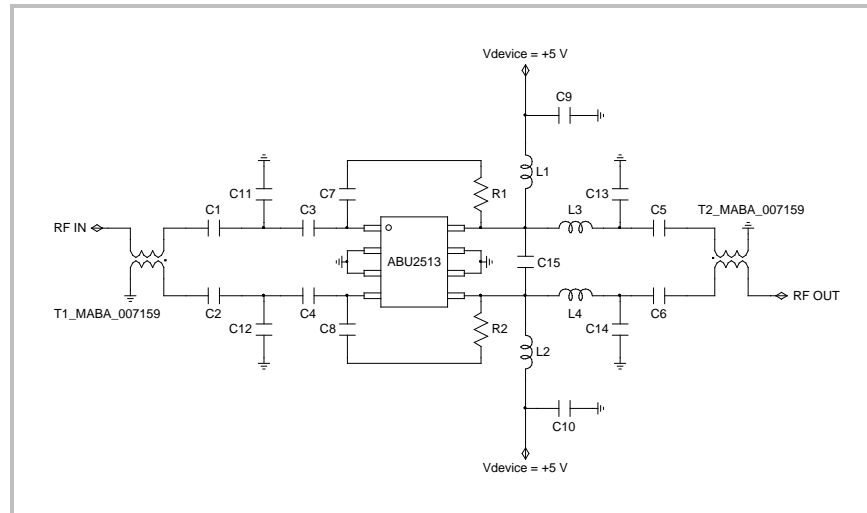 Vdevice = +5 V
C9
L1
C11
C7
R1
C13
T2_MABA_007159
C1
C3
L3
C5
RF IN
ABU2513
C15
T1_MABA_007159
C2
C12
C4
C8
R2
L4
C14
C6
RF OUT
L2
C10
Vdevice = +5 V